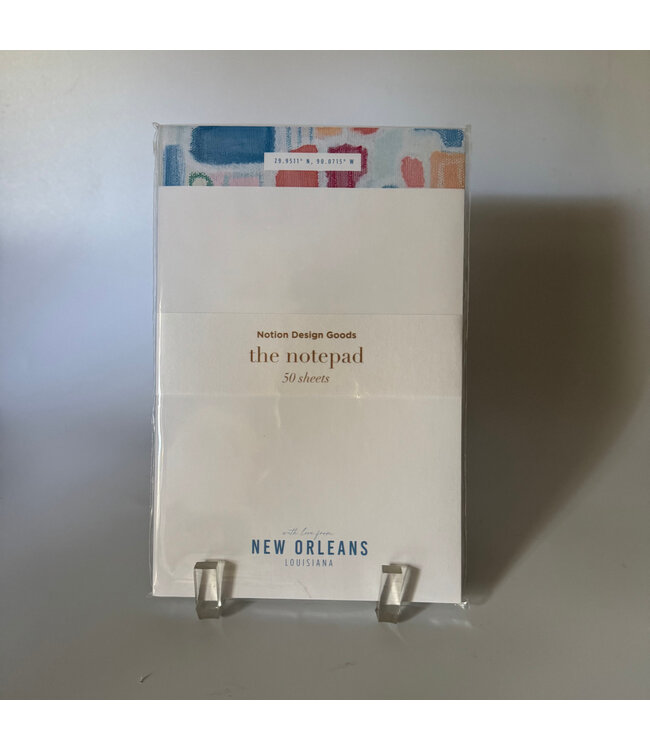 29.9511° N, 90.0715° W
Notion Design Goods
the notepad
50 sheets
with love from
NEW ORLEANS
LOUISIANA